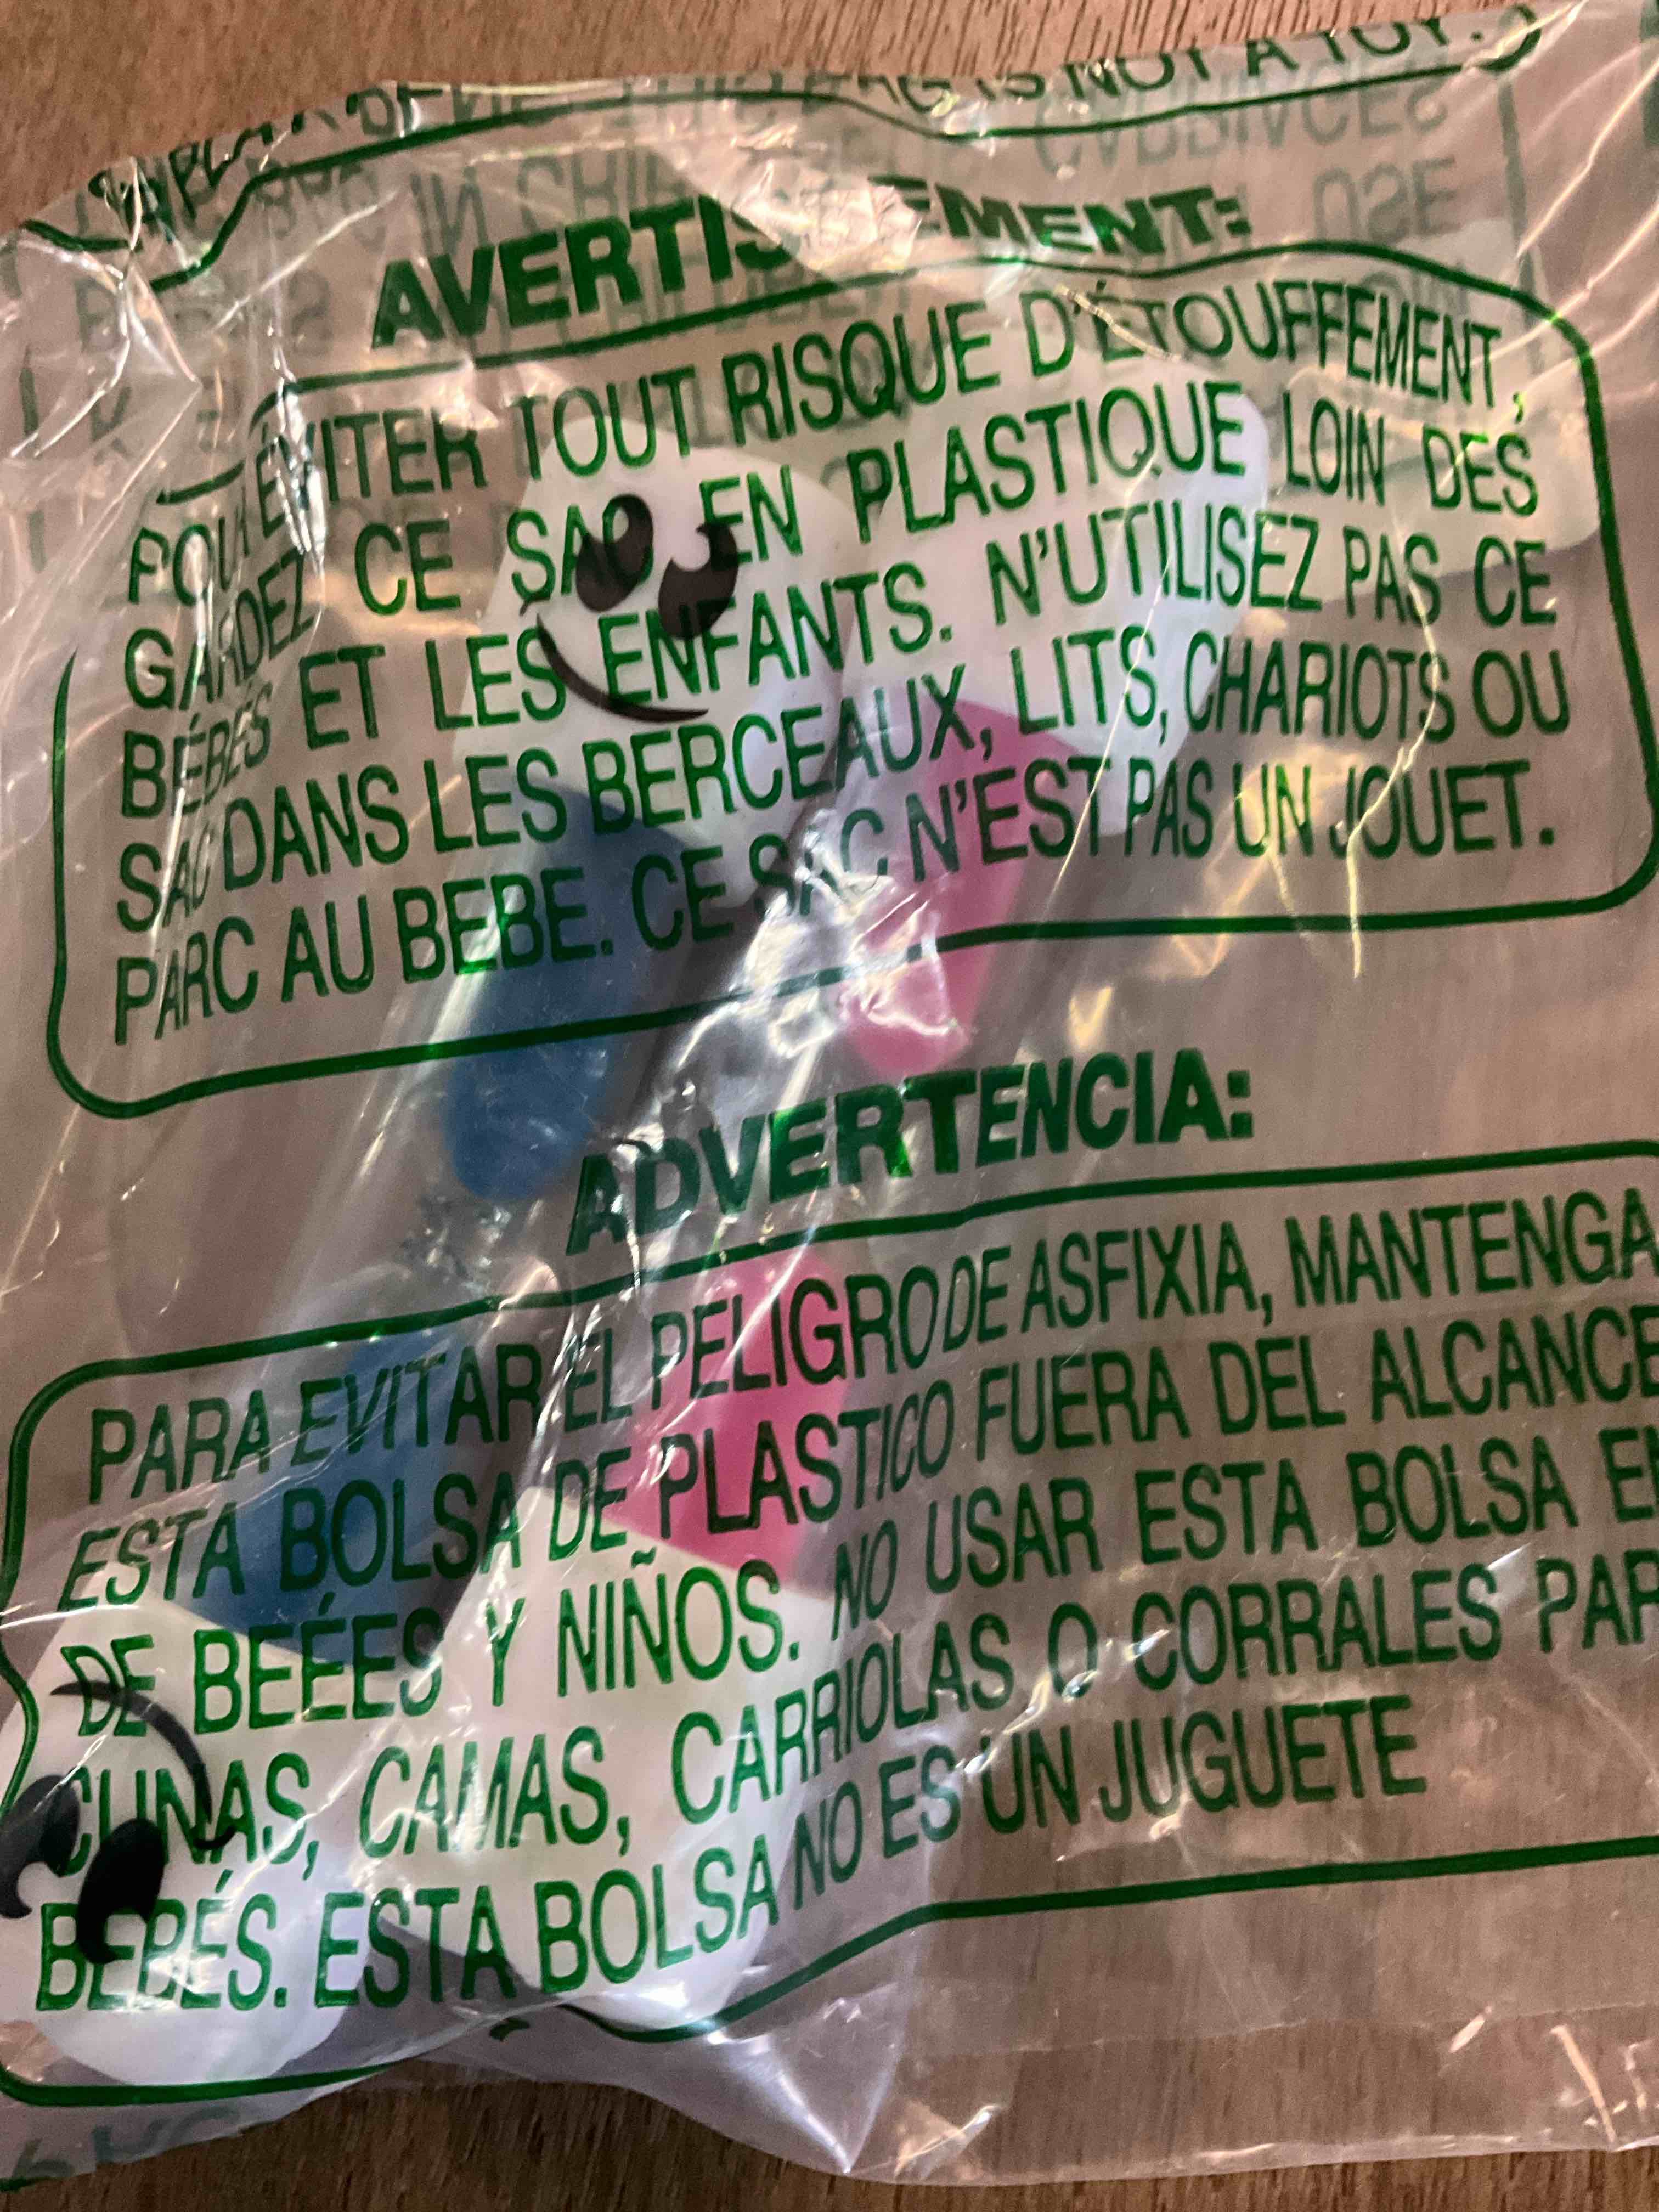 IS NOT A TOY.
AVERTISSEMENT:
POUR ÉVITER TOUT RISQUE D'ÉTOUFFEMENT,
GARDEZ CE SAC EN PLASTIQUE LOIN DES
BÉBÉS ET LES ENFANTS. N'UTILISEZ PAS CE
SAC DANS LES BERCEAUX, LITS, CHARIOTS OU
PARC AU BEBE. CE SAC N'EST PAS UN JOUET.
ADVERTENCIA:
PARA EVITAR EL PELIGRO DE ASFIXIA, MANTENGA
ESTA BOLSA DE PLASTICO FUERA DEL ALCANCE
DE BEÉES Y NIÑOS. NO USAR ESTA BOLSA EN
CUNAS, CAMAS, CARRIOLAS O CORRALES PAR
BEBÉS. ESTA BOLSA NO ES UN JUGUETE